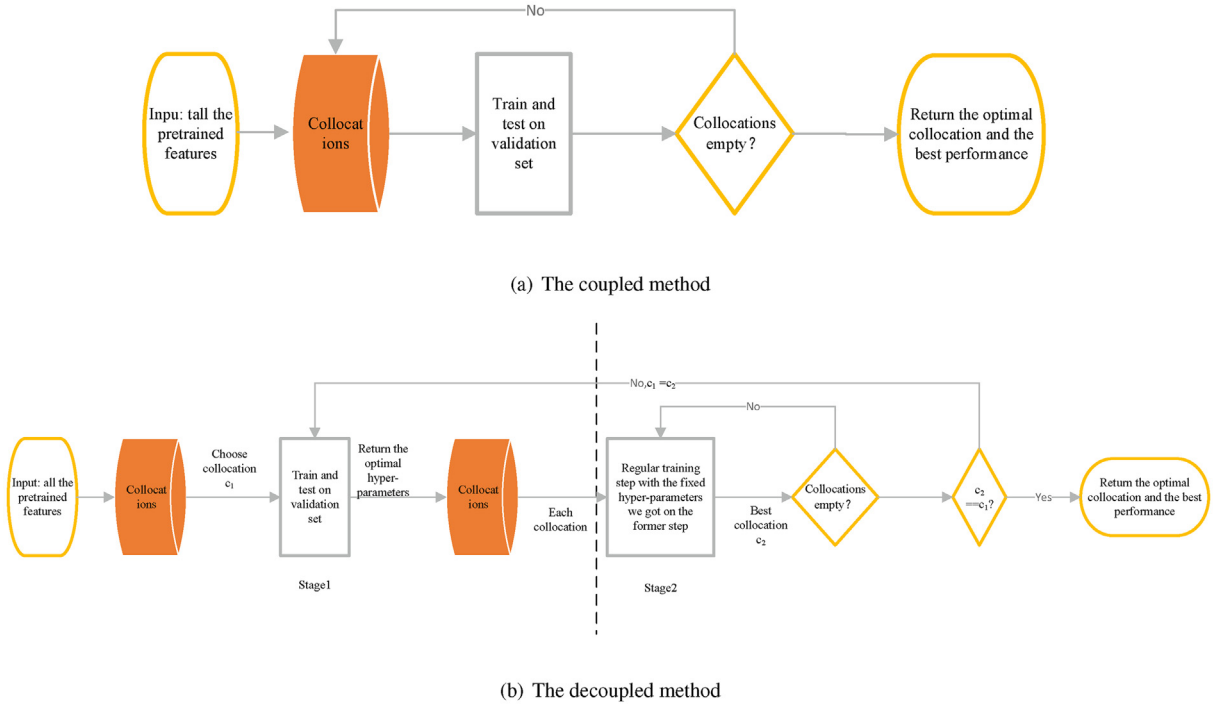 No
Inpu: tall the
pretrained
features
Collocat
ions
Train and
test on
validation
set
Collocations
empty?
Return the optimal
collocation and the
best performance
(a) The coupled method
No,c₁ =c₂
No
Input: all the
pretrained
features
Collocat
ions
Choose
collocation
c₁
Train and
test on
validation
set
Stage1
Return the
optimal
hyper-
parameters
Collocat
ions
Each
collocation
Regular training
step with the fixed
hyper-parameters
we got on the
former step
Stage2
Best
collocation
c₂
Collocations
empty?
c₂
==c₁?
Yes
Return the optimal
collocation and the best
performance
(b) The decoupled method